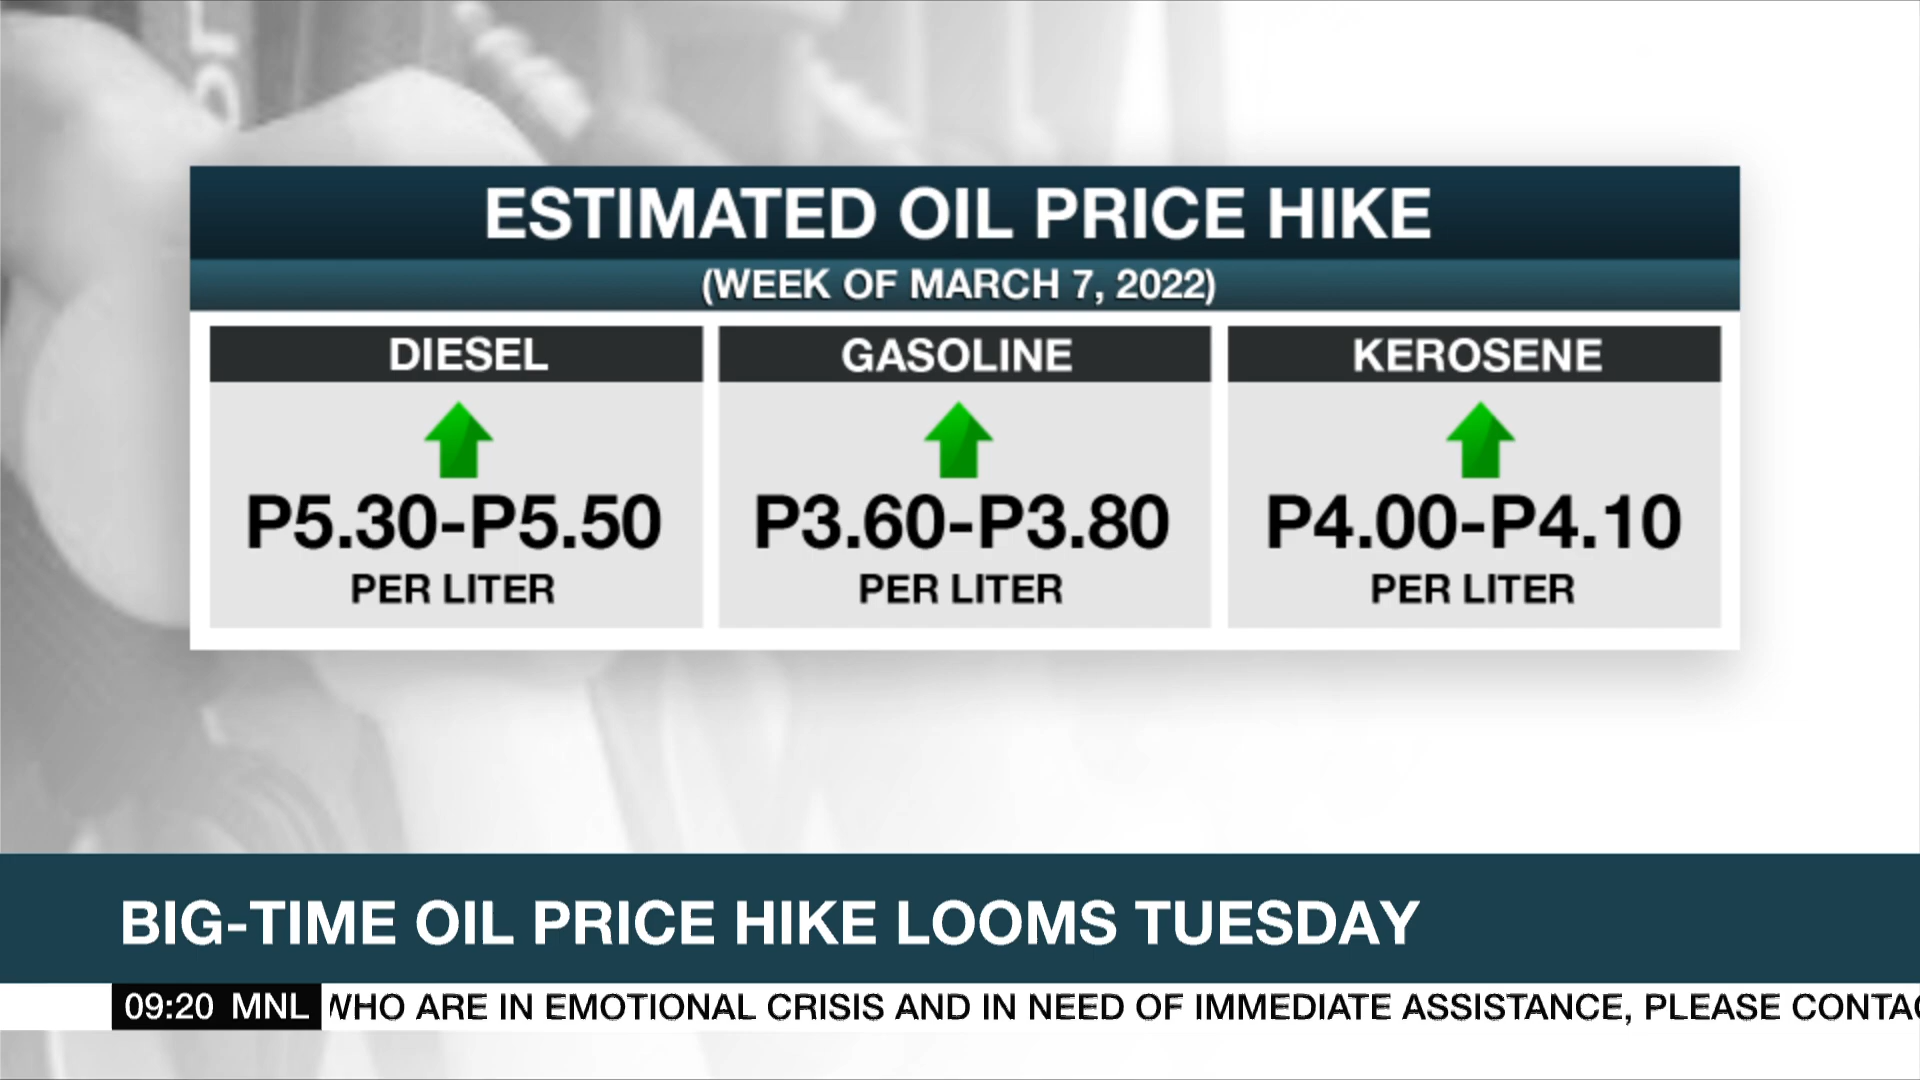 ESTIMATED OIL PRICE HIKE
(WEEK OF MARCH 7, 2022)
DIESEL
P5.30-P5.50
PER LITER
GASOLINE
P3.60-P3.80
PER LITER
KEROSENE
P4.00-P4.10
PER LITER
BIG-TIME OIL PRICE HIKE LOOMS TUESDAY
09:20 MNL WHO ARE IN EMOTIONAL CRISIS AND IN NEED OF IMMEDIATE ASSISTANCE, PLEASE